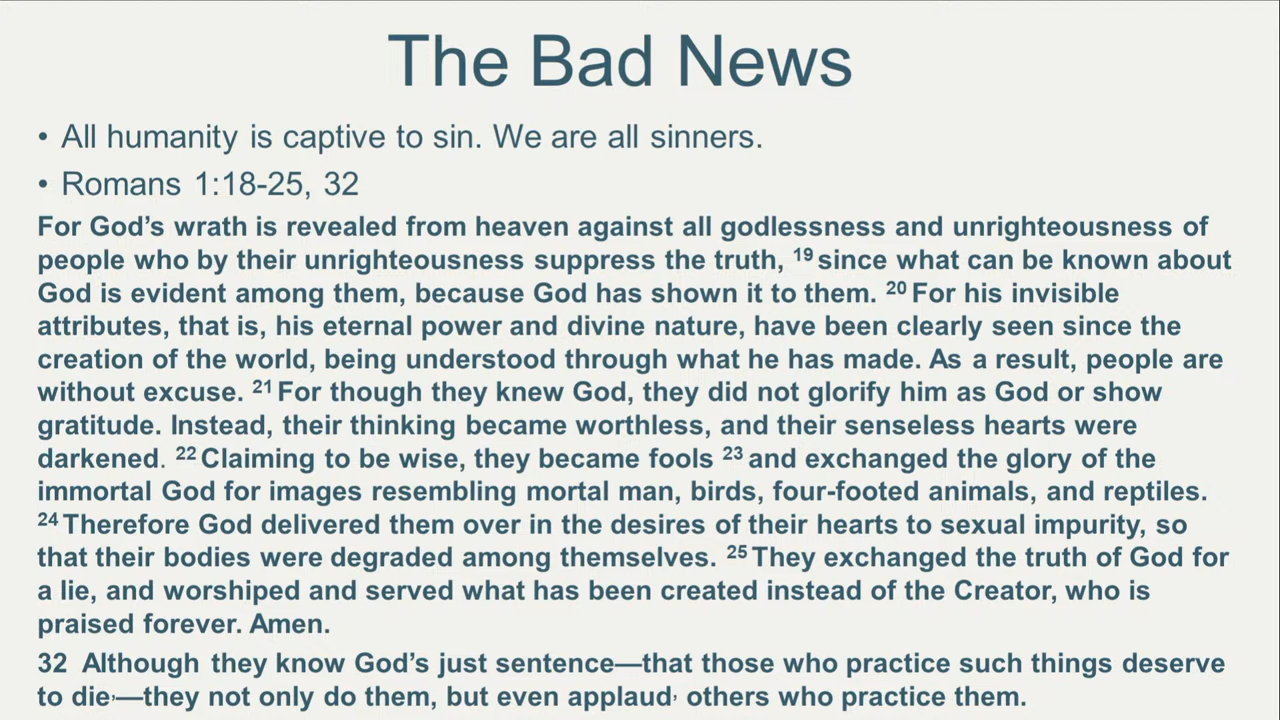 The Bad News
• All humanity is captive to sin. We are all sinners.
• Romans 1:18-25, 32
For God’s wrath is revealed from heaven against all godlessness and unrighteousness of
people who by their unrighteousness suppress the truth, 19 since what can be known about
God is evident among them, because God has shown it to them. 20 For his invisible
attributes, that is, his eternal power and divine nature, have been clearly seen since the
creation of the world, being understood through what he has made. As a result, people are
without excuse. 21 For though they knew God, they did not glorify him as God or show
gratitude. Instead, their thinking became worthless, and their senseless hearts were
darkened. 22 Claiming to be wise, they became fools 23 and exchanged the glory of the
immortal God for images resembling mortal man, birds, four-footed animals, and reptiles.
24 Therefore God delivered them over in the desires of their hearts to sexual impurity, so
that their bodies were degraded among themselves. 25 They exchanged the truth of God for
a lie, and worshiped and served what has been created instead of the Creator, who is
praised forever. Amen.
32 Although they know God’s just sentence—that those who practice such things deserve
to die,—they not only do them, but even applaud, others who practice them.